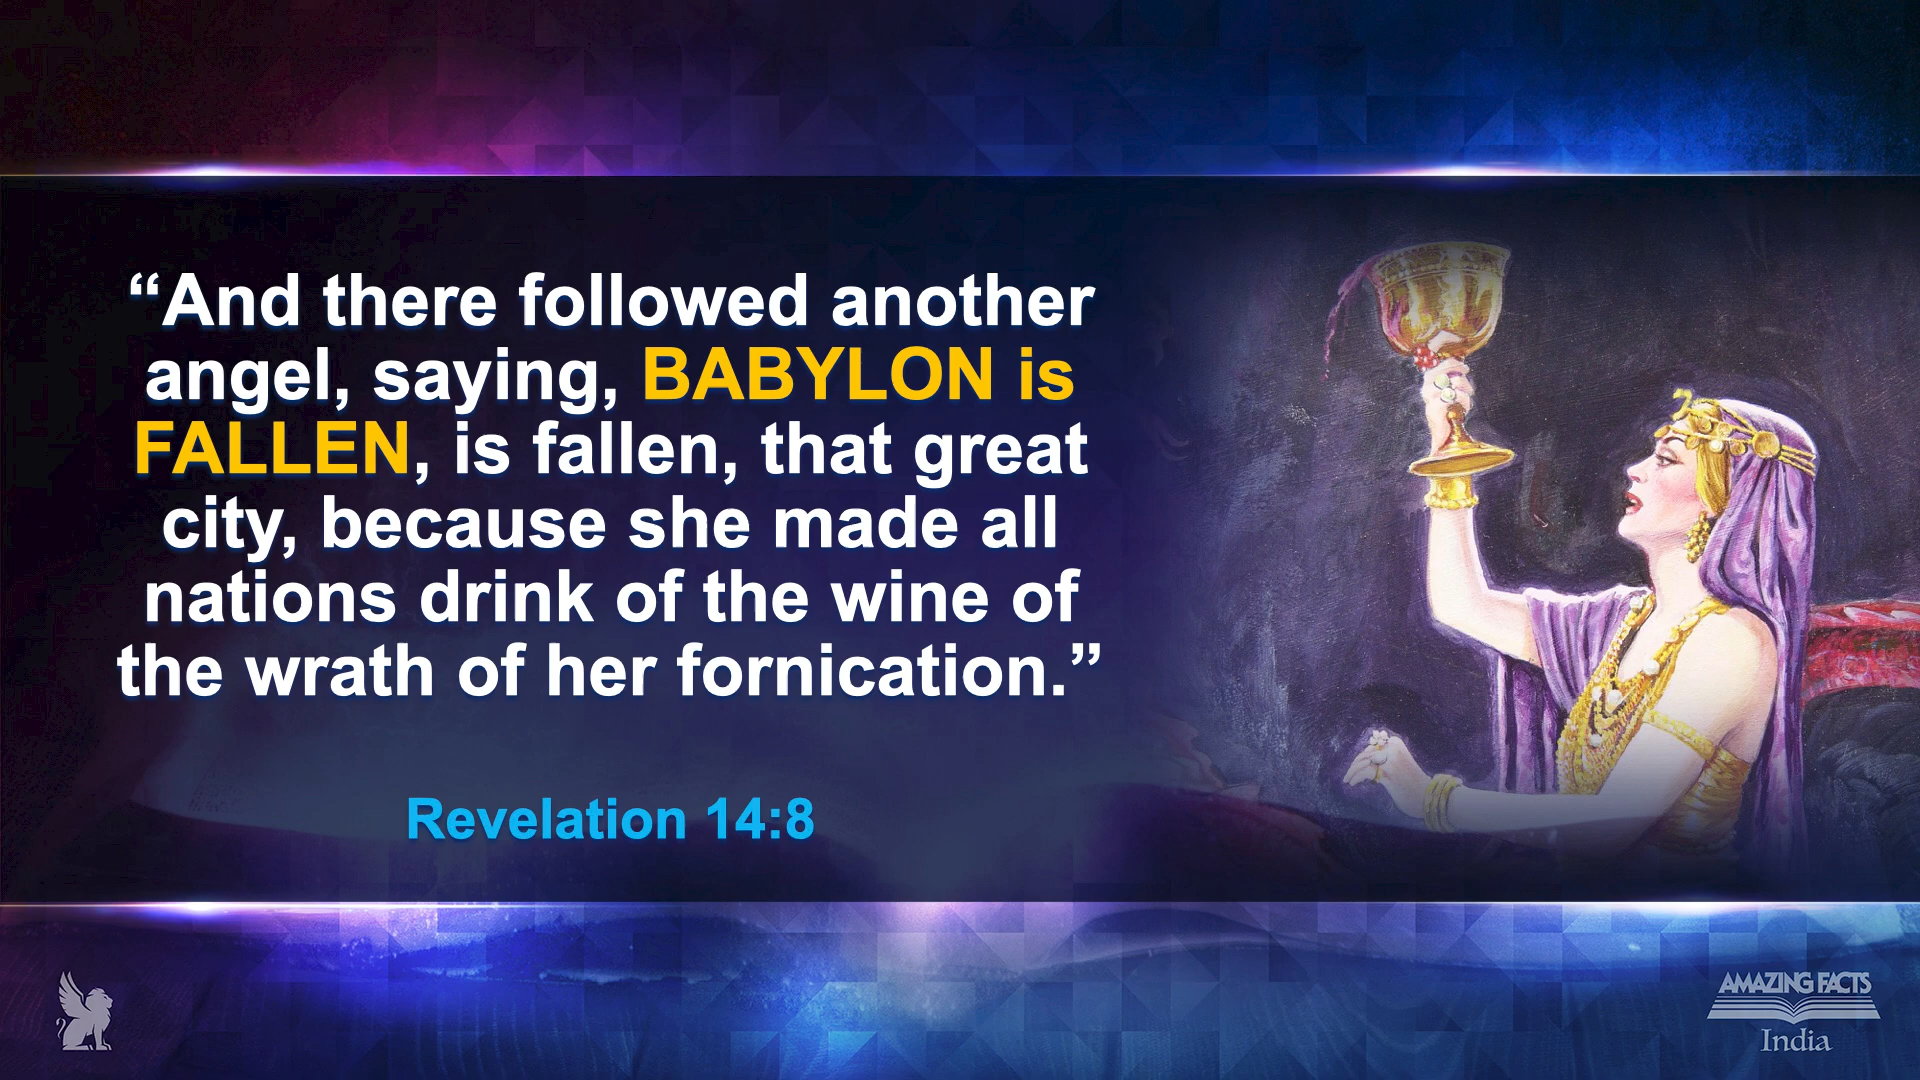 “And there followed another
angel, saying, BABYLON is
FALLEN, is fallen, that great
city, because she made all
nations drink of the wine of
the wrath of her fornication.”
Revelation 14:8
AMAZING FACTS
India